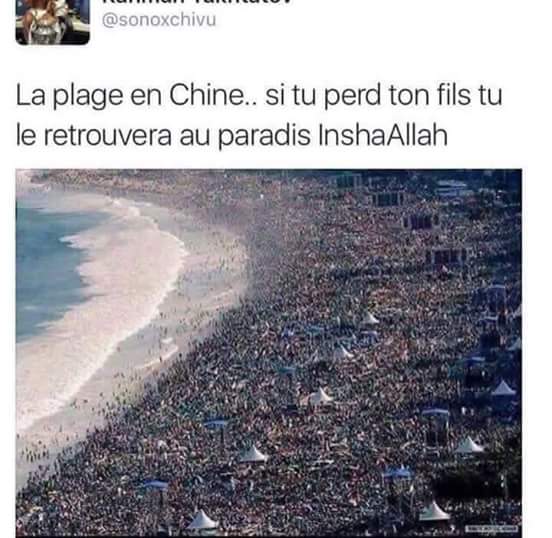 @sonoxchivu
La plage en Chine.. si tu perd ton fils tu
le retrouvera au paradis InshaAllah